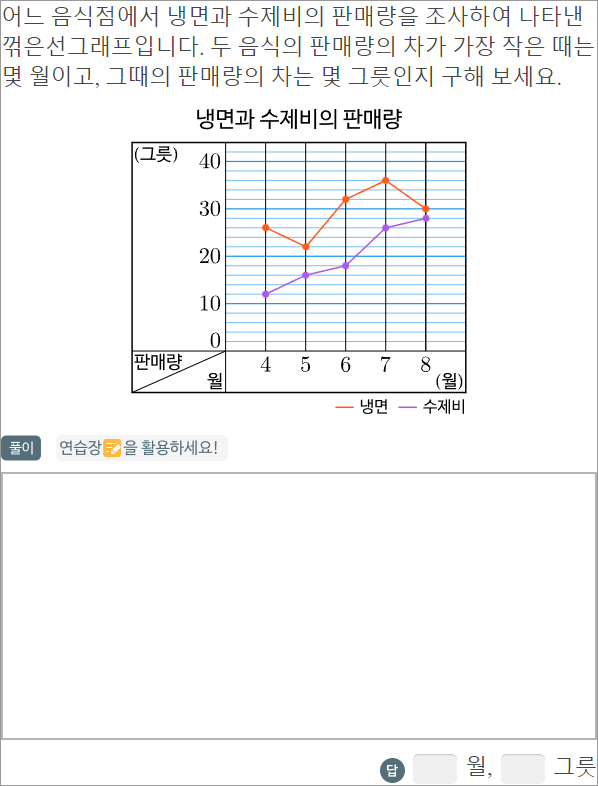 어느 음식점에서 냉면과 수제비의 판매량을 조사하여 나타낸
꺾은선그래프입니다. 두 음식의 판매량의 차가 가장 작은 때는
몇 월이고, 그때의 판매량의 차는 몇 그릇인지 구해 보세요.
냉면과 수제비의 판매량
(그릇)
40
30
20
10
0
판매량
월
4 5 6 7 8
(월)
냉면 수제비
풀이 연습장을 활용하세요!
답 월, 그릇